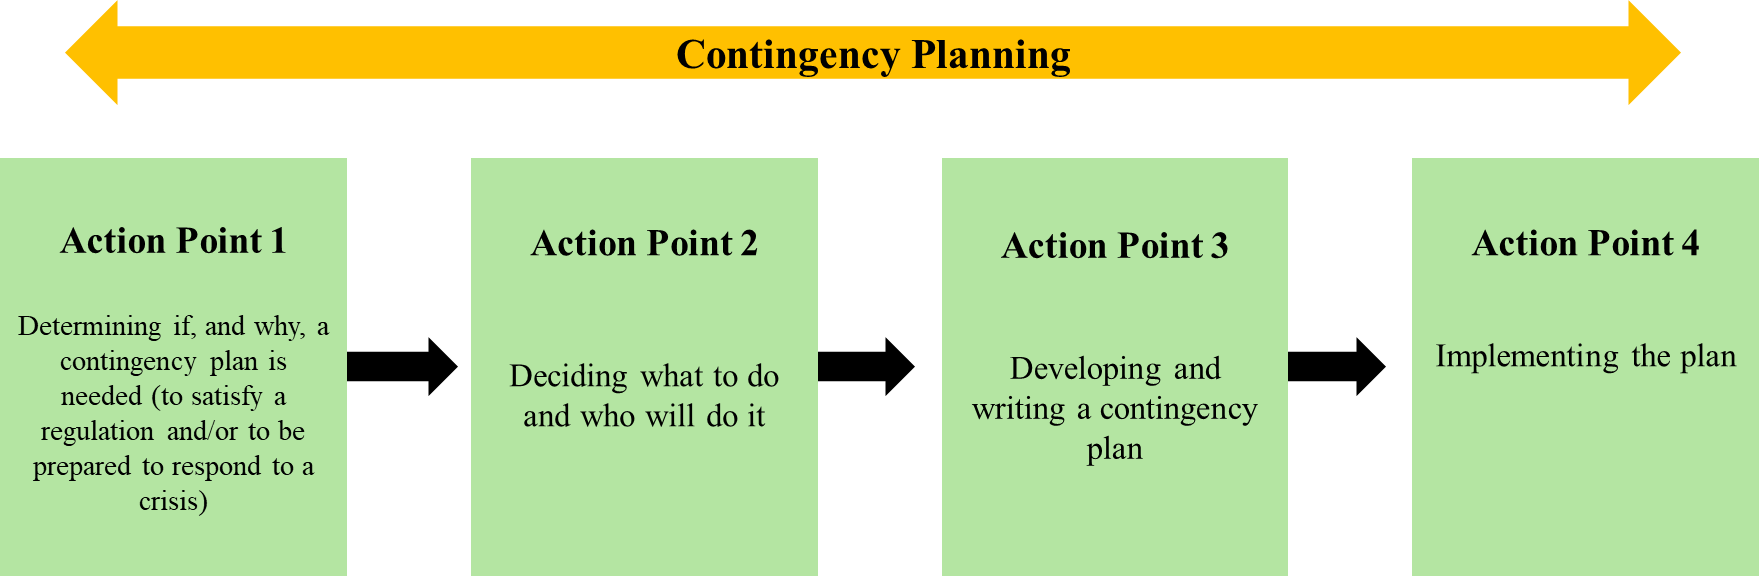 Contingency Planning
Action Point 1
Determining if, and why, a
contingency plan is
needed (to satisfy a
regulation and/or to be
prepared to respond to a
crisis)
Action Point 2
Deciding what to do
and who will do it
Action Point 3
Developing and
writing a contingency
plan
Action Point 4
Implementing the plan